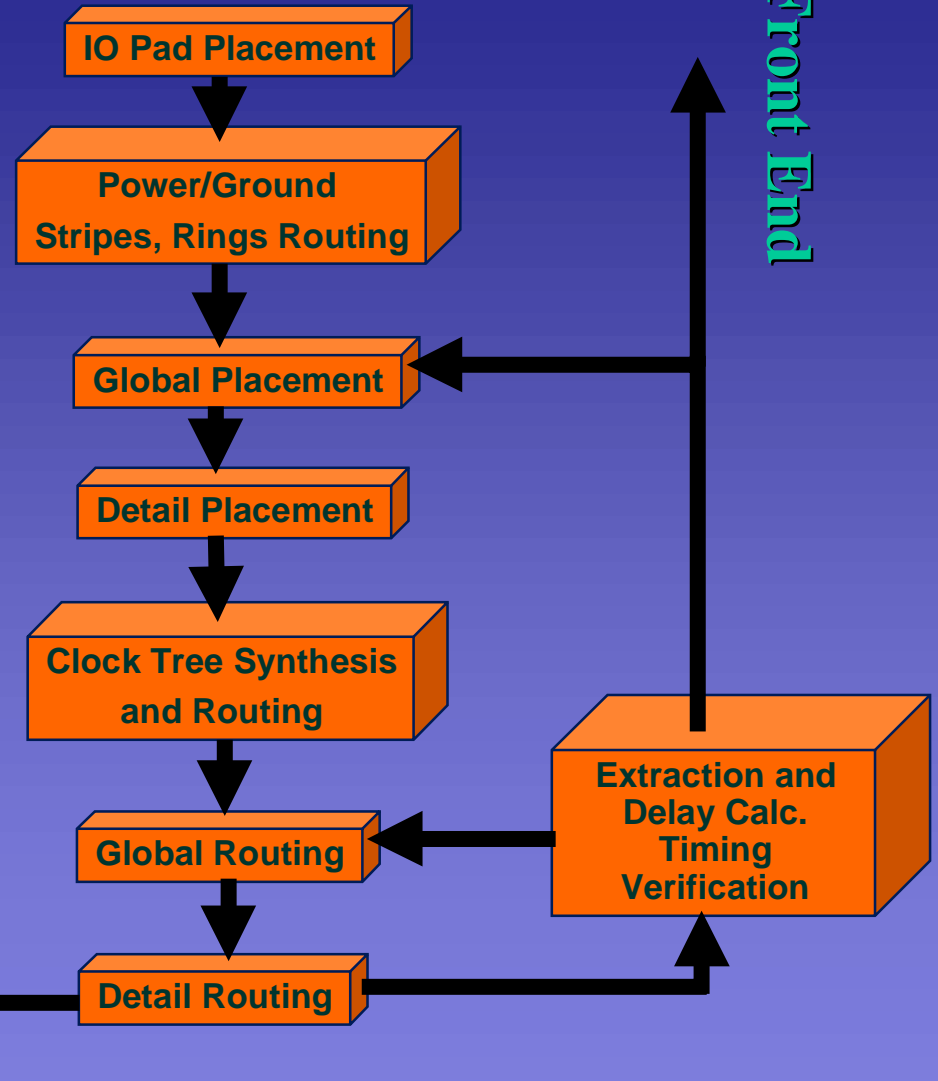 IO Pad Placement
Power/Ground
Stripes, Rings Routing
Global Placement
Detail Placement
Clock Tree Synthesis
and Routing
Global Routing
Detail Routing
Extraction and
Delay Calc.
Timing
Verification
Front End